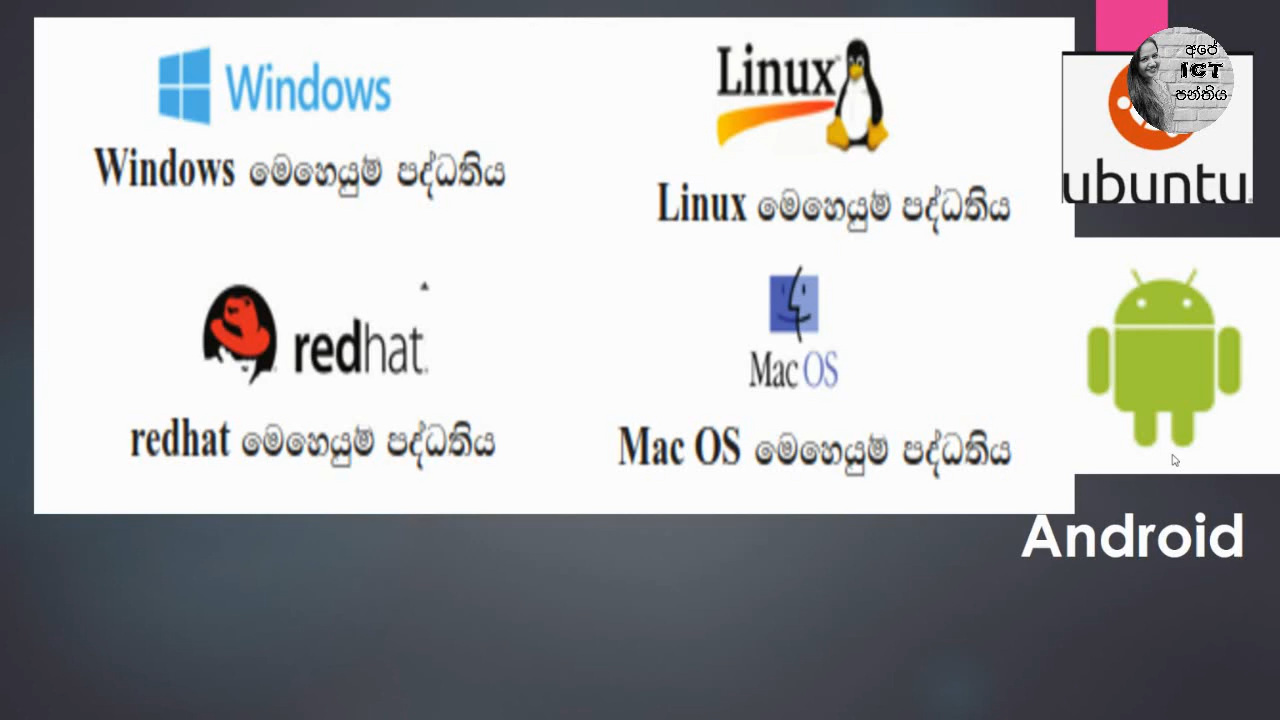 Windows
Windows මෙහෙයුම් පද්ධතිය
Linux
Linux මෙහෙයුම් පද්ධතිය
redhat.
redhat මෙහෙයුම් පද්ධතිය
Mac OS
Mac OS මෙහෙයුම් පද්ධතිය
අපේ
ICT
පන්තිය
ubuntu
Android